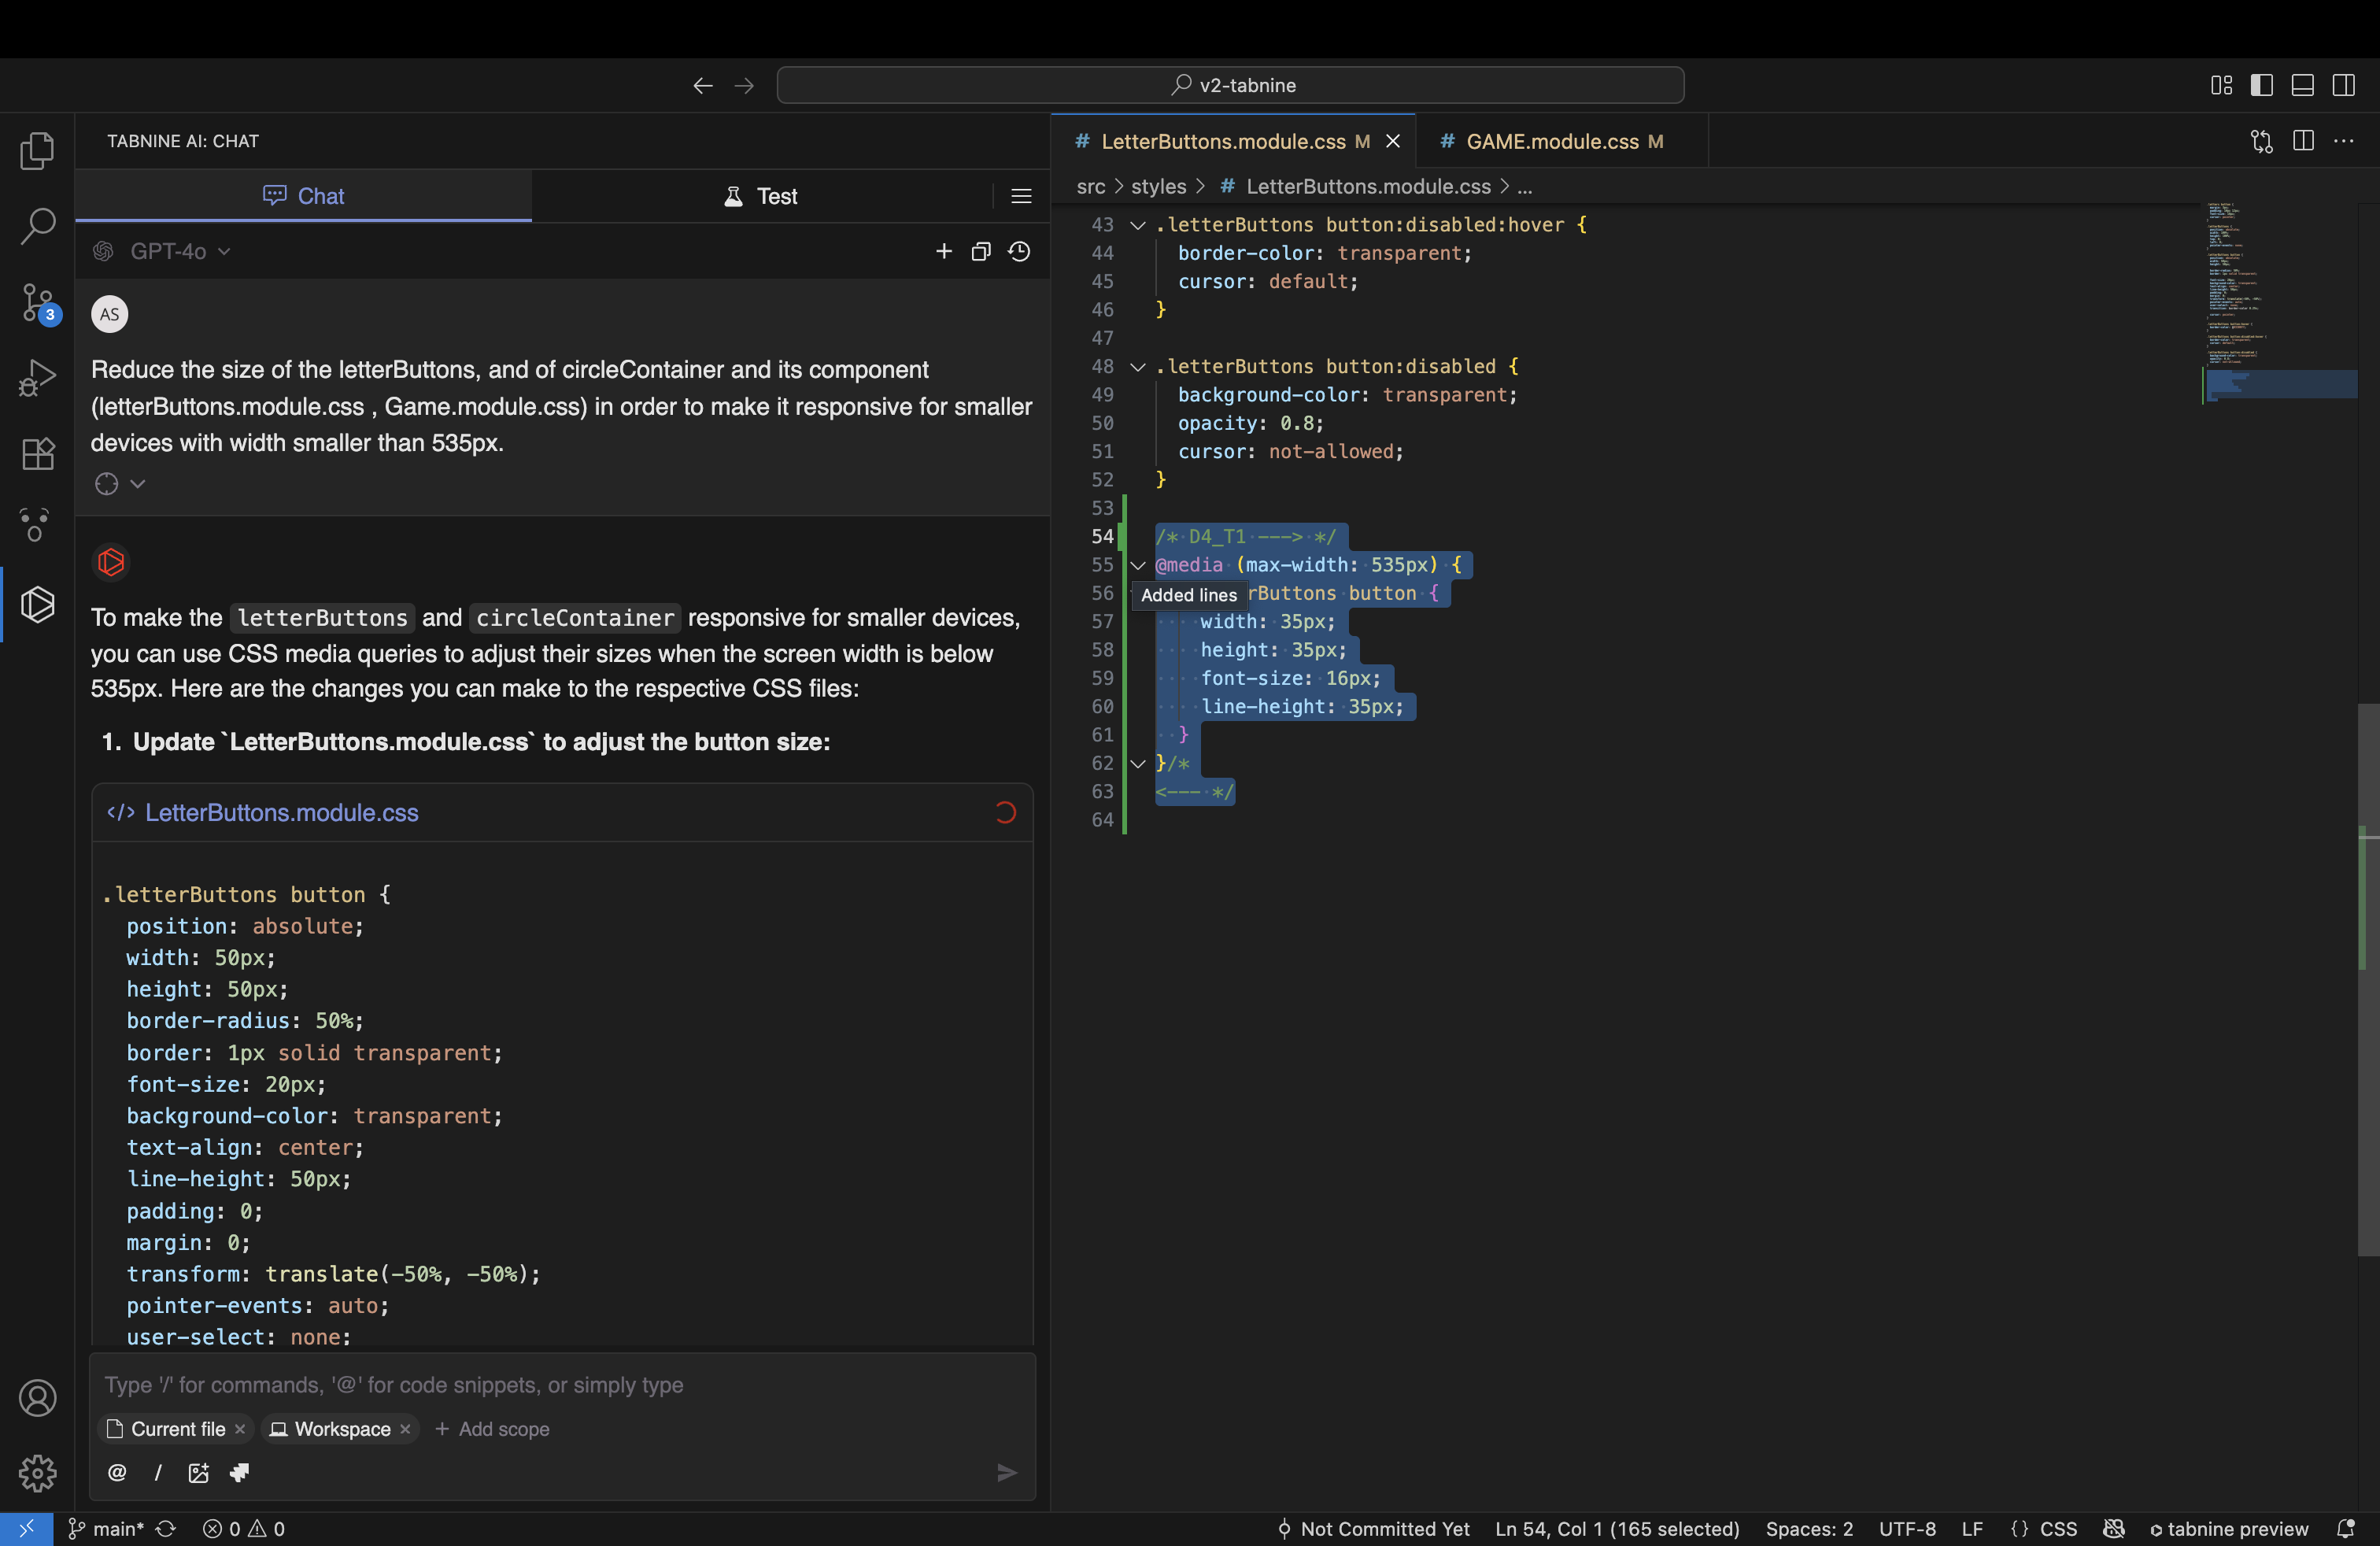 v2-tabnine
TABNINE AI: CHAT
Chat
Test
GPT-4o
3
AS
Reduce the size of the letterButtons, and of circleContainer and its component
(letterButtons.module.css , Game.module.css) in order to make it responsive for smaller
devices with width smaller than 535px.
To make the letterButtons and circleContainer responsive for smaller devices,
you can use CSS media queries to adjust their sizes when the screen width is below
535px. Here are the changes you can make to the respective CSS files:
1. Update `LetterButtons.module.css` to adjust the button size:
</> LetterButtons.module.css
.letterButtons button {
position: absolute;
width: 50px;
height: 50px;
border-radius: 50%;
border: 1px solid transparent;
font-size: 20px;
background-color: transparent;
text-align: center;
line-height: 50px;
padding: 0;
margin: 0;
transform: translate(-50%, -50%);
pointer-events: auto;
user-select: none;
Type '/' for commands, '@' for code snippets, or simply type
Current file × Workspace × + Add scope
@ /
# LetterButtons.module.css M
# GAME.module.css M
src > styles > # LetterButtons.module.css > ...
43 .letterButtons button:disabled:hover {
44 border-color: transparent;
45 cursor: default;
46 }
47
48 .letterButtons button:disabled {
49 background-color: transparent;
50 opacity: 0.8;
51 cursor: not-allowed;
52 }
53
54 /* D4_T1 ---> */
55 @media (max-width: 535px) {
56 rButtons button {
Added lines
57 width: 35px;
58 height: 35px;
59 font-size: 16px;
60 line-height: 35px;
61 }
62 }/*
63 <--- */
64
main* 0 0
Not Committed Yet Ln 54, Col 1 (165 selected) Spaces: 2 UTF-8 LF {} CSS tabnine preview